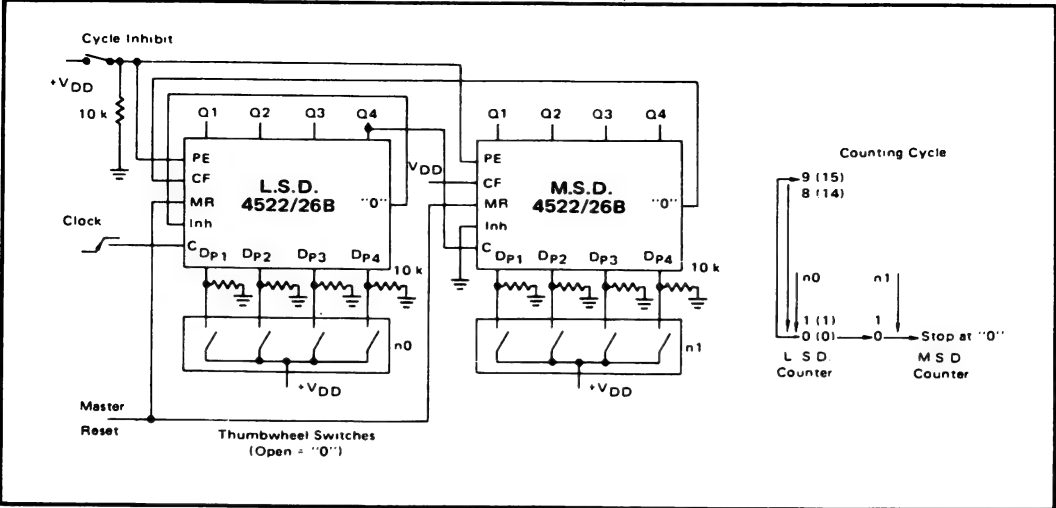 Cycle Inhibit
+VDD
10 k
Q1 Q2 Q3 Q4
PE
CF
MR
Inh
C
L.S.D.
4522/26B
"0"
DP1 DP2 DP3 DP4
10 k
Clock
n0
+VDD
Master
Reset
Thumbwheel Switches
(Open = "0")
Q1 Q2 Q3 Q4
VDD
PE
CF
MR
Inh
C
M.S.D.
4522/26B
"0"
DP1 DP2 DP3 DP4
10 k
n1
+VDD
Counting Cycle
9 (15)
8 (14)
n0 n1
1 (1) 1
0 (0) 0 Stop at "0"
L.S.D. M S D
Counter Counter